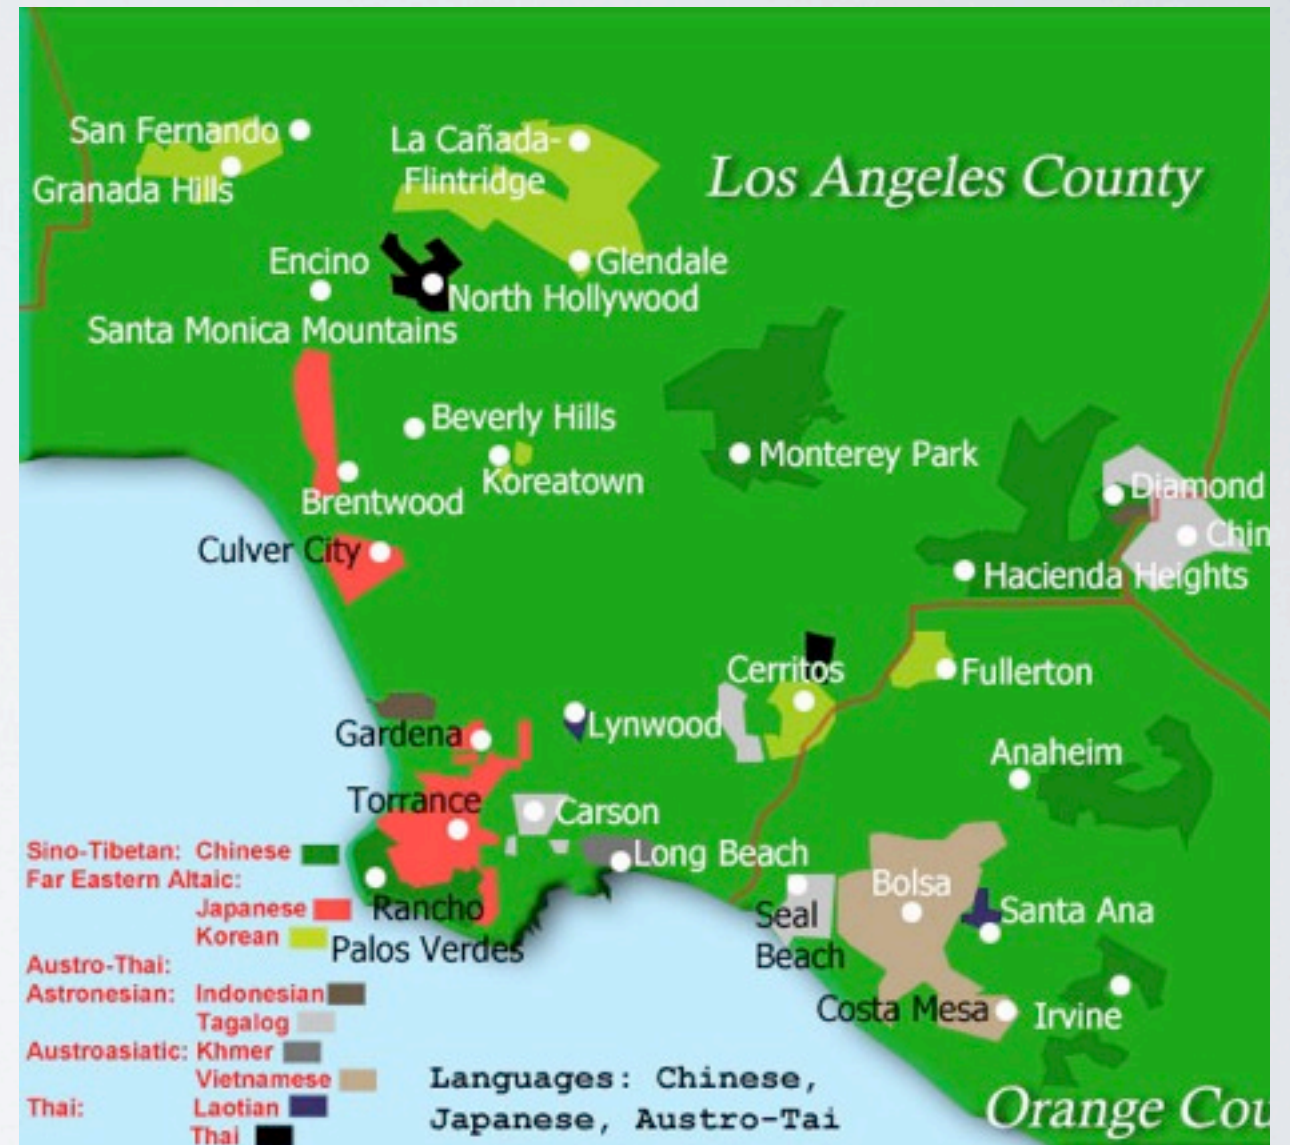 San Fernando
La Cañada-
Flintridge
Granada Hills
Los Angeles County
Encino
Glendale
North Hollywood
Santa Monica Mountains
Beverly Hills
Monterey Park
Koreatown
Brentwood
Diamond
Culver City
Chin
Hacienda Heights
Cerritos
Fullerton
Gardena
Lynwood
Anaheim
Torrance
Carson
Long Beach
Bolsa
Santa Ana
Rancho
Palos Verdes
Seal
Beach
Costa Mesa
Irvine
Orange Cou
Sino-Tibetan: Chinese
Far Eastern Altaic:
Japanese
Korean
Austro-Thai:
Astronesian: Indonesian
Tagalog
Austroasiatic: Khmer
Vietnamese
Thai: Laotian
Thai
Languages: Chinese,
Japanese, Austro-Tai